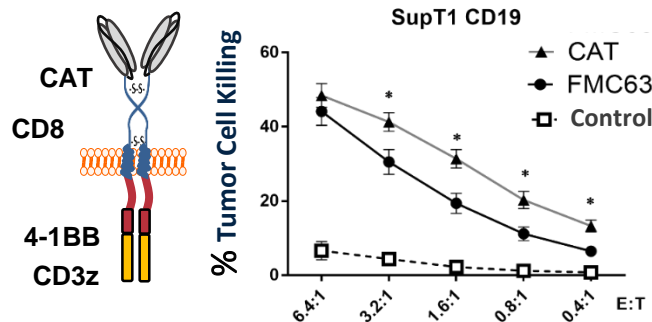 CAT
-S-S-
CD8
-S-S-
4-1BB
CD3z
SupT1 CD19
% Tumor Cell Killing
60
40
20
0
CAT
FMC63
Control
*
*
*
*
6.4:1
3.2:1
1.6:1
0.8:1
0.4:1
E:T